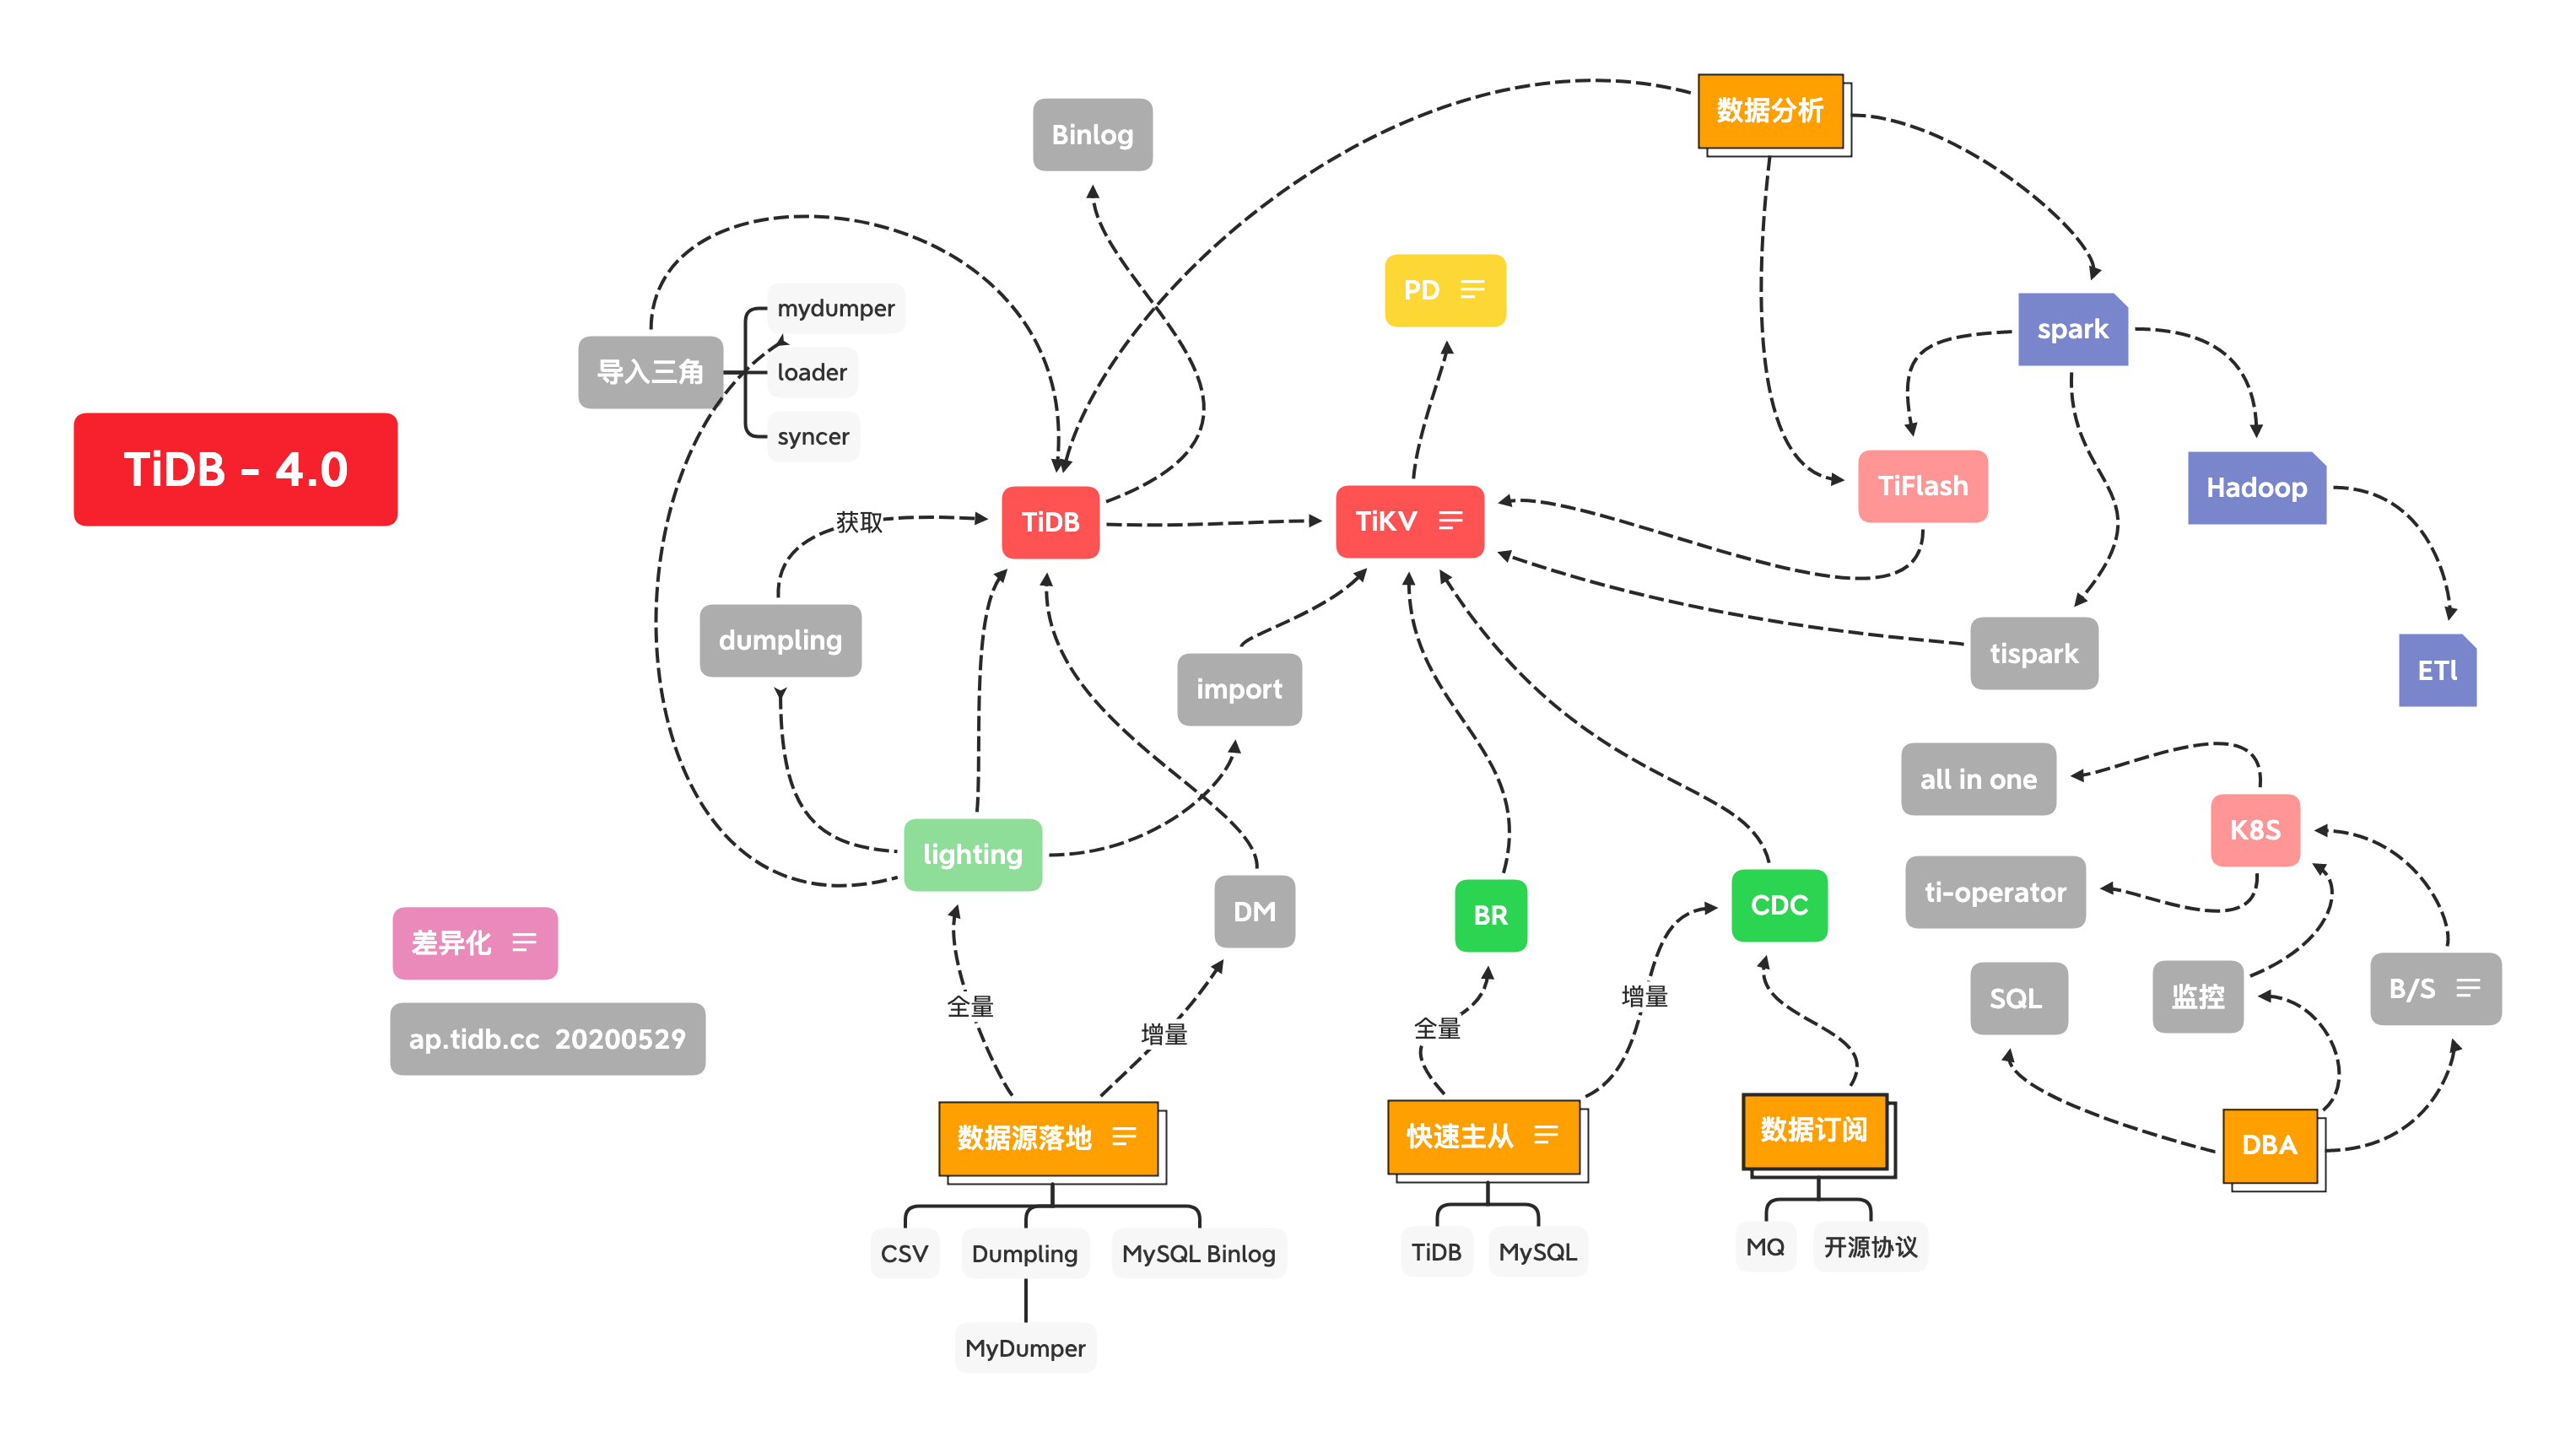 数据分析
Binlog
PD
mydumper
spark
导入三角
loader
syncer
TiDB - 4.0
TiFlash
Hadoop
获取
TiDB
TiKV
dumpling
tispark
ETl
import
all in one
K8S
lighting
ti-operator
DM
BR
CDC
差异化
SQL
监控
B/S
全量
增量
全量
增量
ap.tidb.cc 20200529
数据源落地
快速主从
数据订阅
DBA
CSV
Dumpling
MySQL Binlog
TiDB
MySQL
MQ
开源协议
MyDumper